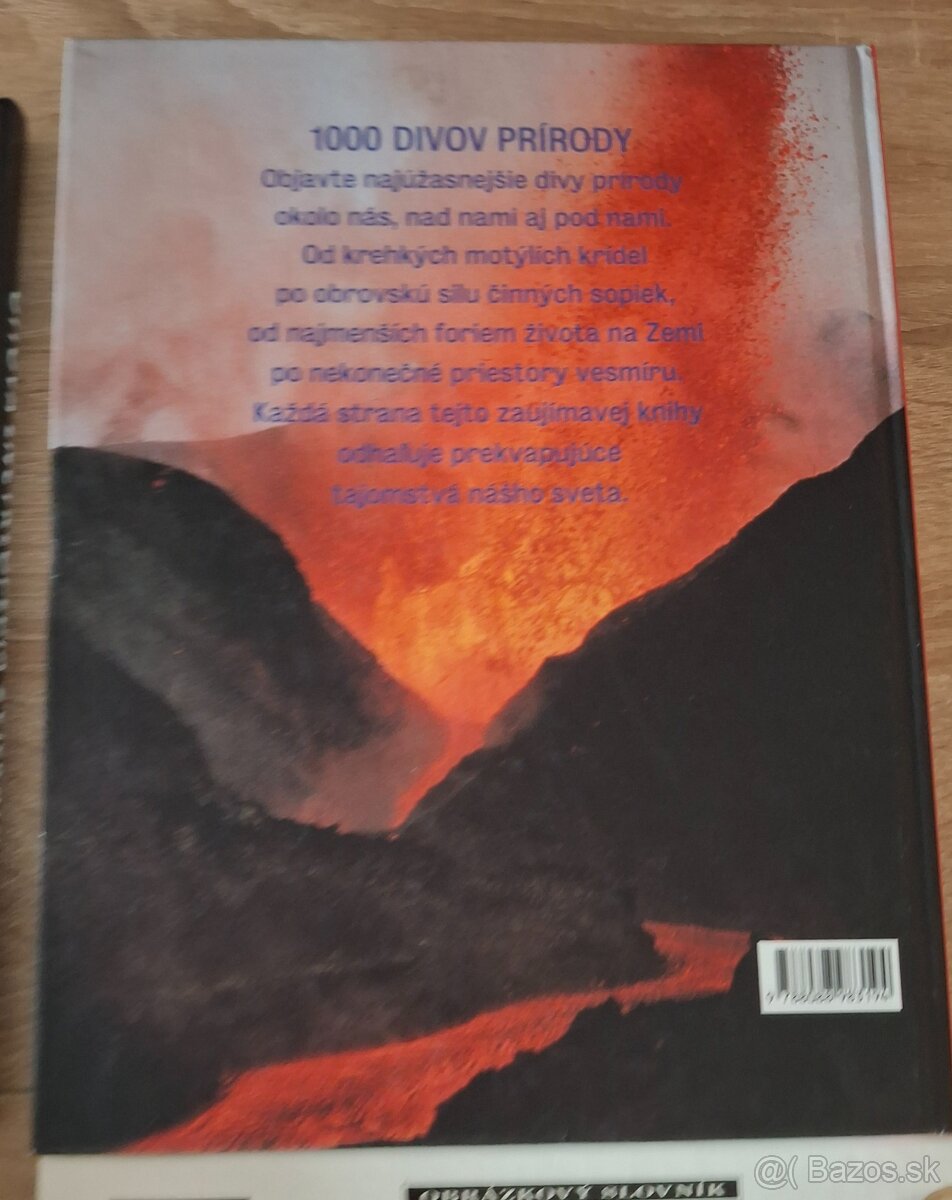 1000 DIVOV PRÍRODY
Objavte najúžasnejšie divy prírody
okolo nás, nad nami aj pod nami.
Od krehkých motýlích krídel
po obrovskú silu činných sopiek,
od najmenších foriem života na Zemi
po nekonečné priestory vesmíru.
Každá strana tejto zaujímavej knihy
odhaľuje prekvapujúce
tajomstvá nášho sveta.
OBRÁZKOVÝ SLOVNÍK
@( Bazos.sk